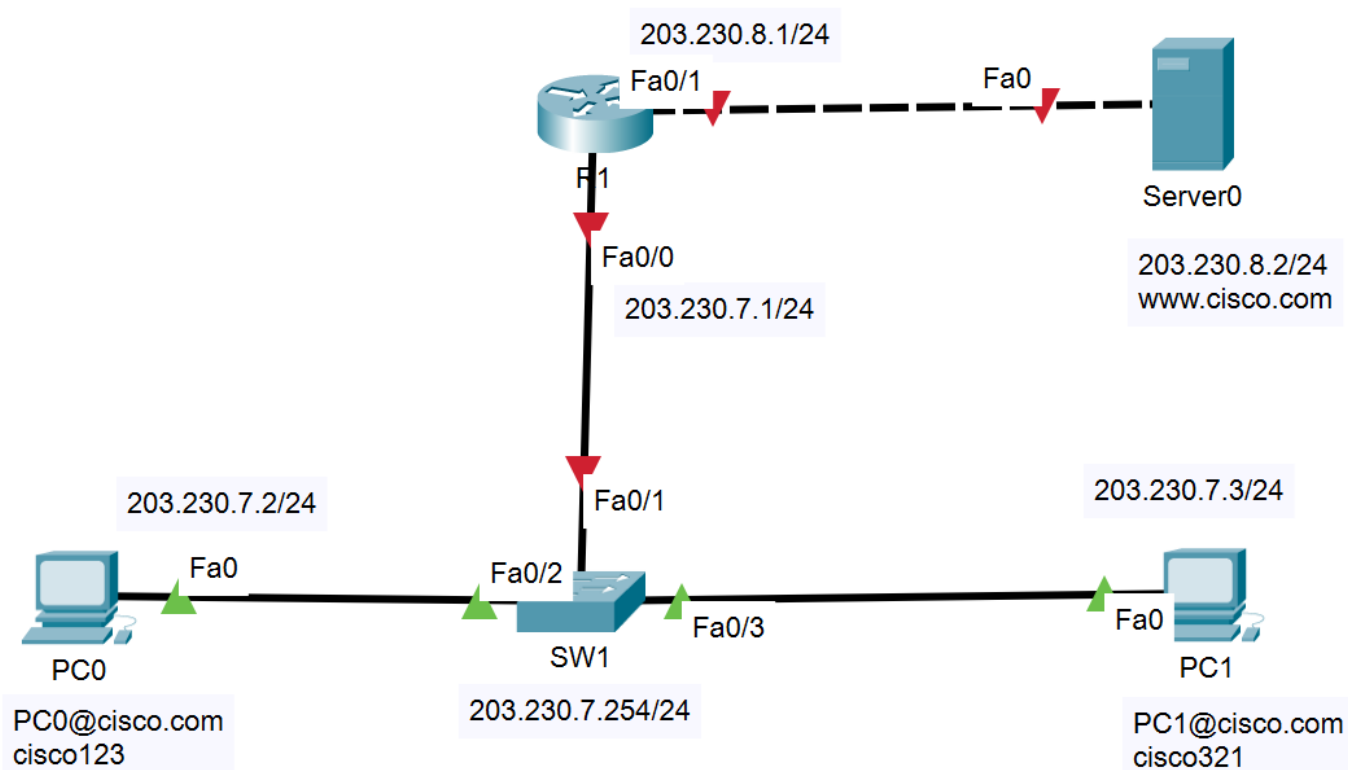 203.230.8.1/24
Fa0/1
Fa0
R1
Server0
Fa0/0
203.230.8.2/24
www.cisco.com
203.230.7.1/24
203.230.7.2/24
Fa0/1
203.230.7.3/24
Fa0
Fa0/2
Fa0/3
Fa0
PC0
SW1
PC1
PC0@cisco.com
cisco123
203.230.7.254/24
PC1@cisco.com
cisco321